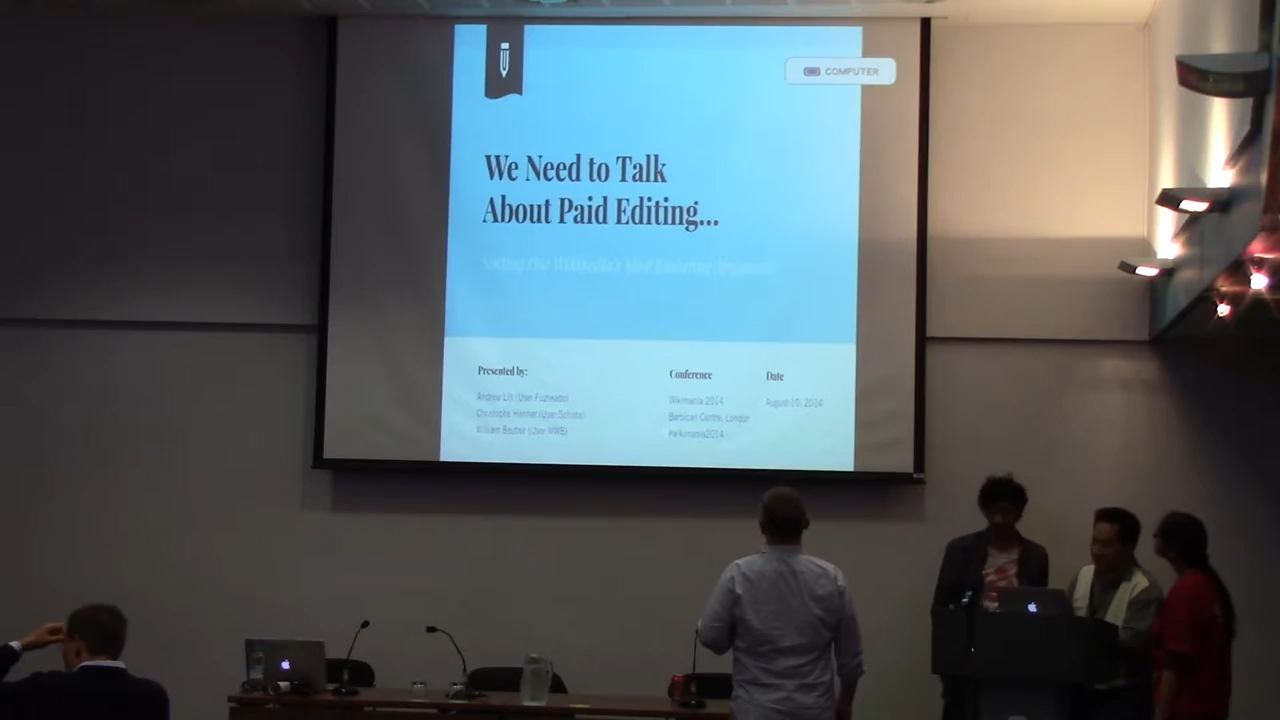 COMPUTER
We Need to Talk
About Paid Editing...
Presented by:
Andrew Lih (User:Fuzheado)
Christophe Henner (User:Schiste)
William Beutler (User:WWB)
Conference
Wikimania 2014
Barbican Centre, London
#wikimania2014
Date
August 10, 2014